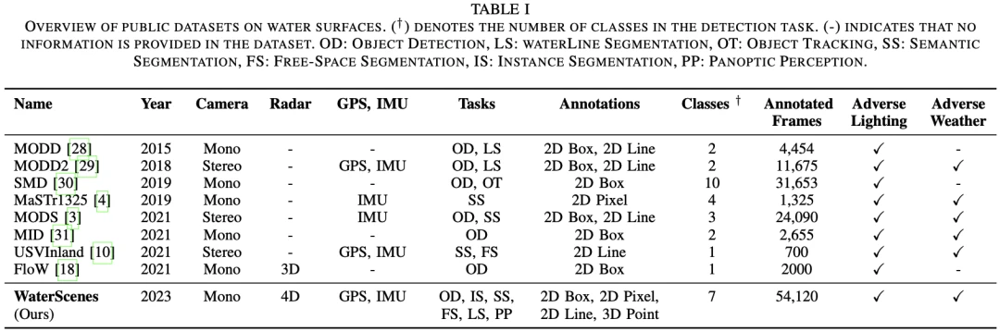 TABLE I
OVERVIEW OF PUBLIC DATASETS ON WATER SURFACES. (†) DENOTES THE NUMBER OF CLASSES IN THE DETECTION TASK. (-) INDICATES THAT NO
INFORMATION IS PROVIDED IN THE DATASET. OD: OBJECT DETECTION, LS: WATERLINE SEGMENTATION, OT: OBJECT TRACKING, SS: SEMANTIC
SEGMENTATION, FS: FREE-SPACE SEGMENTATION, IS: INSTANCE SEGMENTATION, PP: PANOPTIC PERCEPTION.
Name Year Camera Radar GPS, IMU Tasks Annotations Classes † Annotated Adverse Adverse
Frames Lighting Weather
MODD [28] 2015 Mono - - OD, LS 2D Box, 2D Line 2 4,454 ✓ -
MODD2 [29] 2018 Stereo - GPS, IMU OD, LS 2D Box, 2D Line 2 11,675 ✓ ✓
SMD [30] 2019 Mono - - OD, OT 2D Box 10 31,653 ✓ -
MaSTr1325 [4] 2019 Mono - IMU SS 2D Pixel 4 1,325 ✓ ✓
MODS [3] 2021 Stereo - IMU OD, SS 2D Box, 2D Line 3 24,090 ✓ ✓
MID [31] 2021 Mono - - OD 2D Box 2 2,655 ✓ ✓
USVInland [10] 2021 Stereo - GPS, IMU SS, FS 2D Line 1 700 ✓ ✓
FloW [18] 2021 Mono 3D - OD 2D Box 1 2000 ✓ -
WaterScenes 2023 Mono 4D GPS, IMU OD, IS, SS, 2D Box, 2D Pixel, 7 54,120 ✓ ✓
(Ours) FS, LS, PP 2D Line, 3D Point